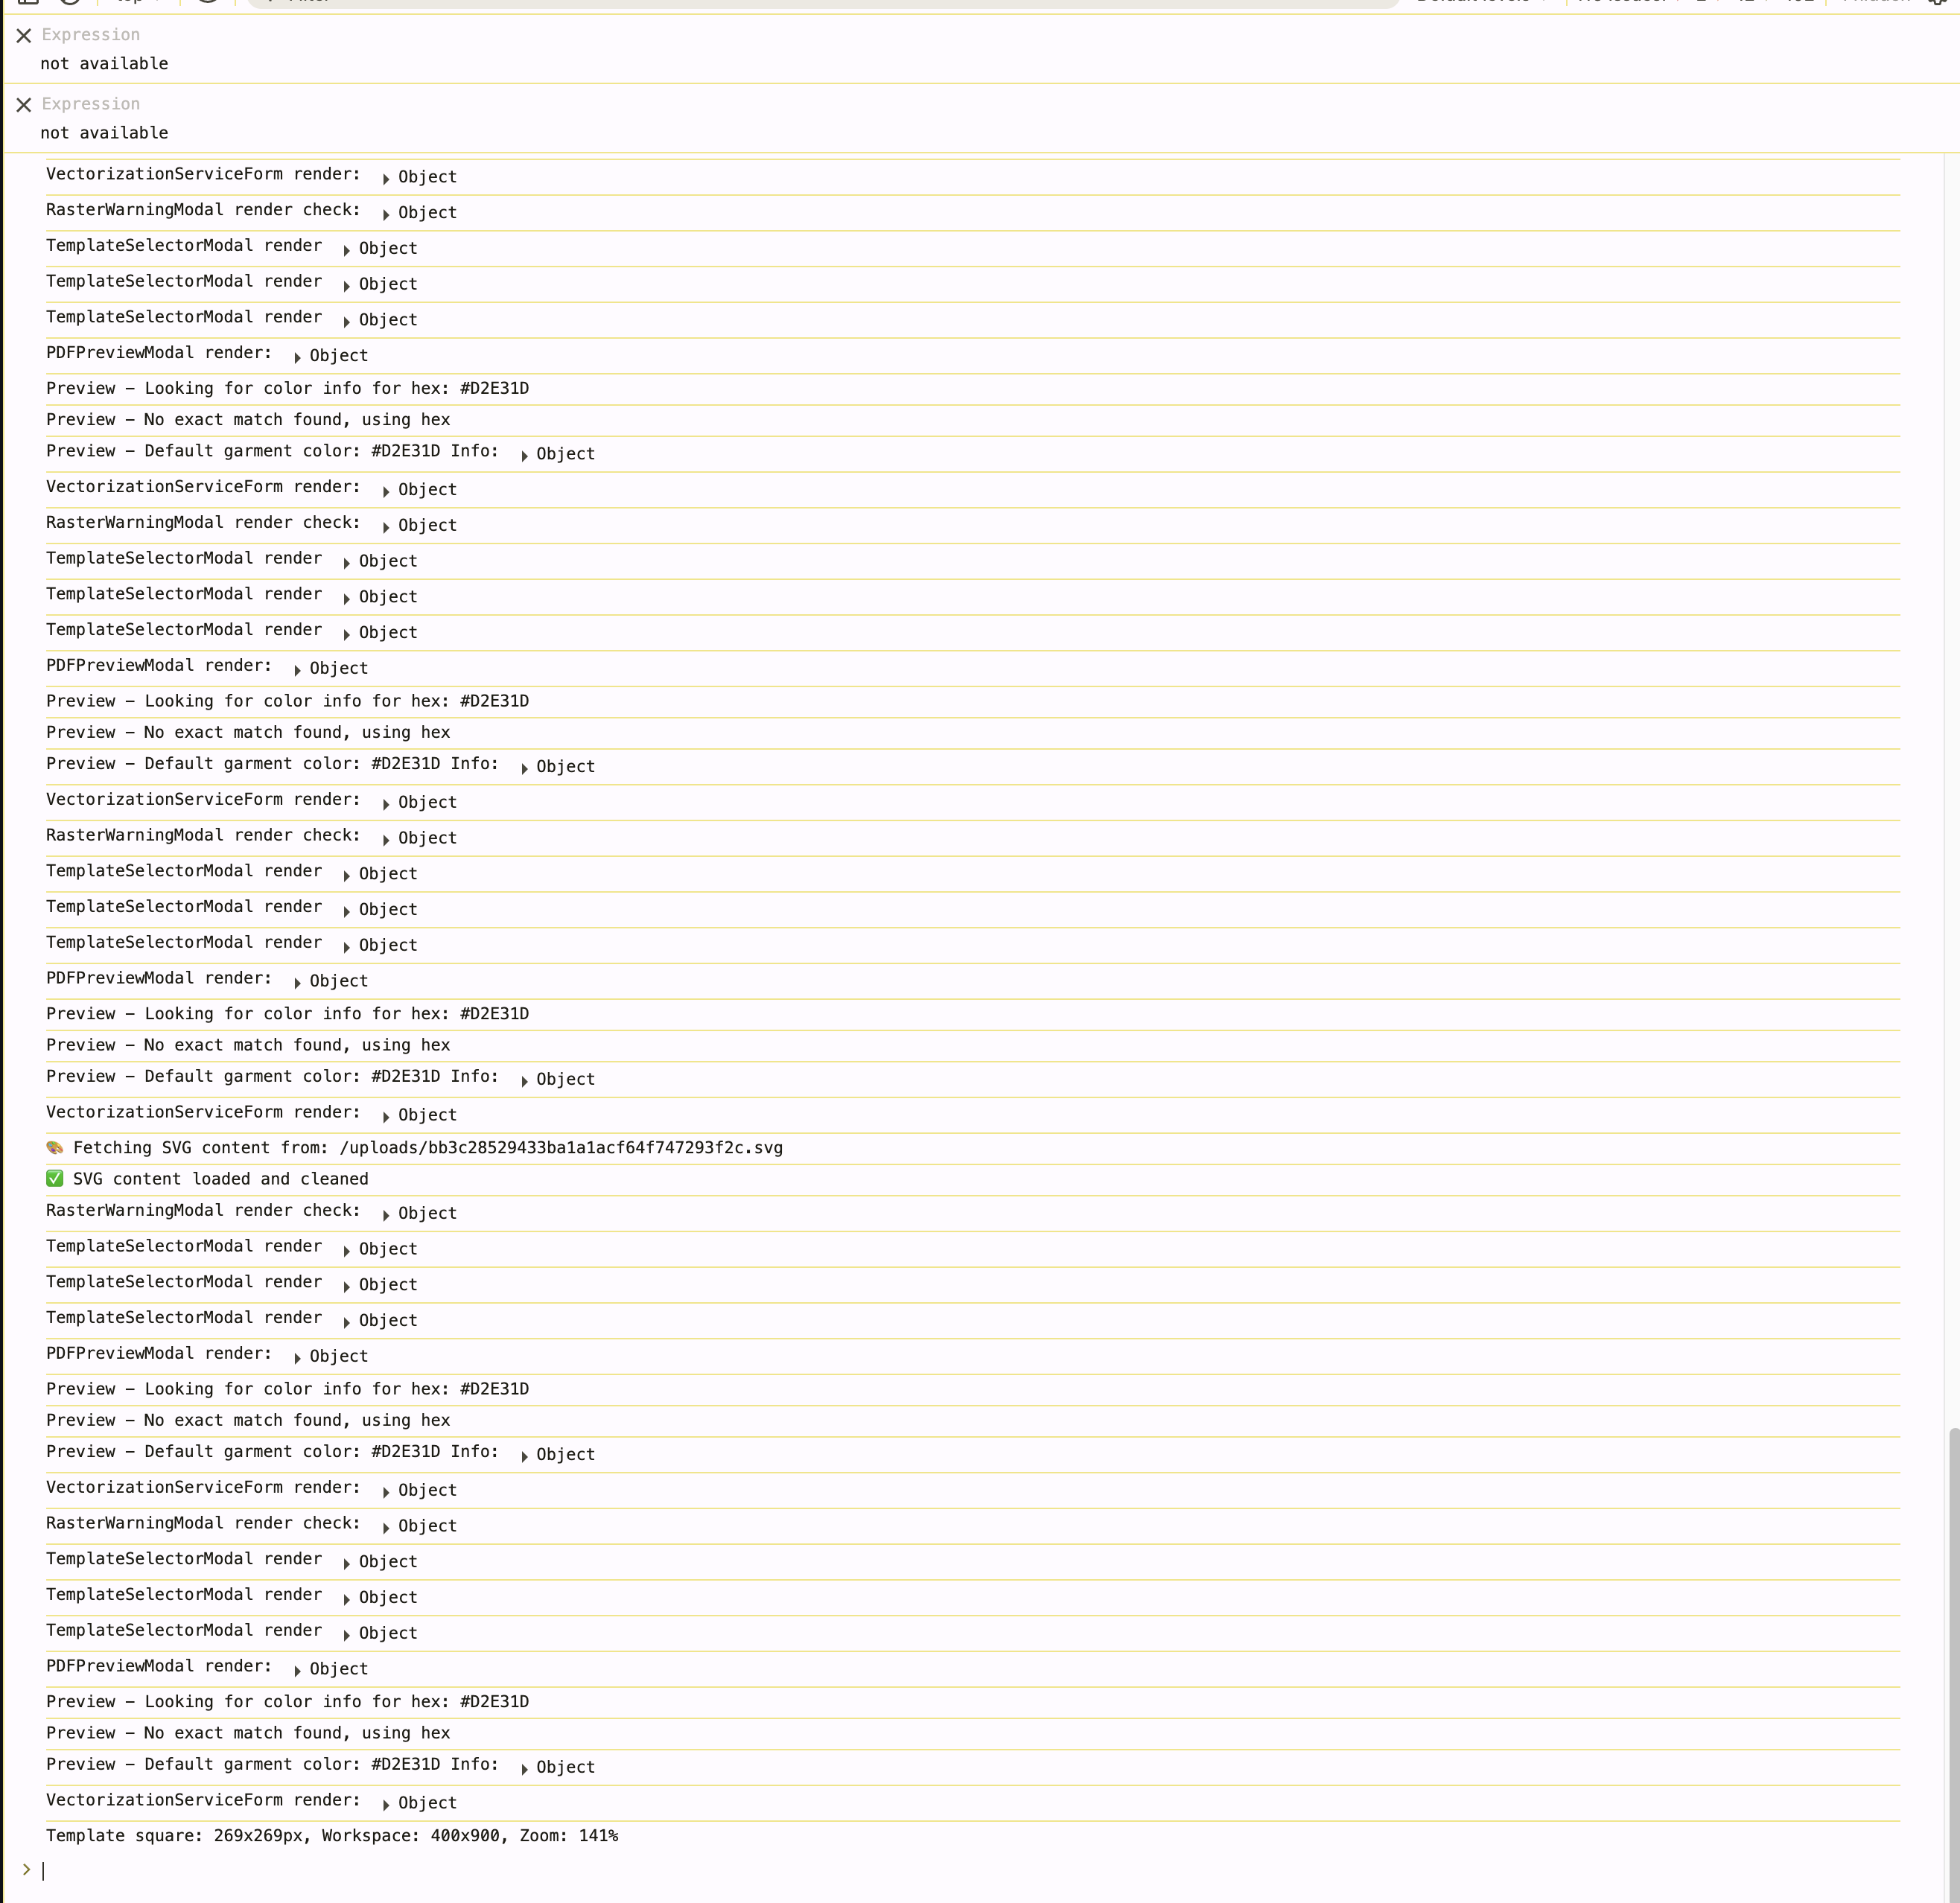 Expression
not available
Expression
not available
VectorizationServiceForm render: Object
RasterWarningModal render check: Object
TemplateSelectorModal render Object
TemplateSelectorModal render Object
TemplateSelectorModal render Object
PDFPreviewModal render: Object
Preview – Looking for color info for hex: #D2E31D
Preview – No exact match found, using hex
Preview – Default garment color: #D2E31D Info: Object
VectorizationServiceForm render: Object
RasterWarningModal render check: Object
TemplateSelectorModal render Object
TemplateSelectorModal render Object
TemplateSelectorModal render Object
PDFPreviewModal render: Object
Preview – Looking for color info for hex: #D2E31D
Preview – No exact match found, using hex
Preview – Default garment color: #D2E31D Info: Object
VectorizationServiceForm render: Object
RasterWarningModal render check: Object
TemplateSelectorModal render Object
TemplateSelectorModal render Object
TemplateSelectorModal render Object
PDFPreviewModal render: Object
Preview – Looking for color info for hex: #D2E31D
Preview – No exact match found, using hex
Preview – Default garment color: #D2E31D Info: Object
VectorizationServiceForm render: Object
🎨 Fetching SVG content from: /uploads/bb3c28529433ba1a1acf64f747293f2c.svg
✅ SVG content loaded and cleaned
RasterWarningModal render check: Object
TemplateSelectorModal render Object
TemplateSelectorModal render Object
TemplateSelectorModal render Object
PDFPreviewModal render: Object
Preview – Looking for color info for hex: #D2E31D
Preview – No exact match found, using hex
Preview – Default garment color: #D2E31D Info: Object
VectorizationServiceForm render: Object
RasterWarningModal render check: Object
TemplateSelectorModal render Object
TemplateSelectorModal render Object
TemplateSelectorModal render Object
PDFPreviewModal render: Object
Preview – Looking for color info for hex: #D2E31D
Preview – No exact match found, using hex
Preview – Default garment color: #D2E31D Info: Object
VectorizationServiceForm render: Object
Template square: 269x269px, Workspace: 400x900, Zoom: 141%